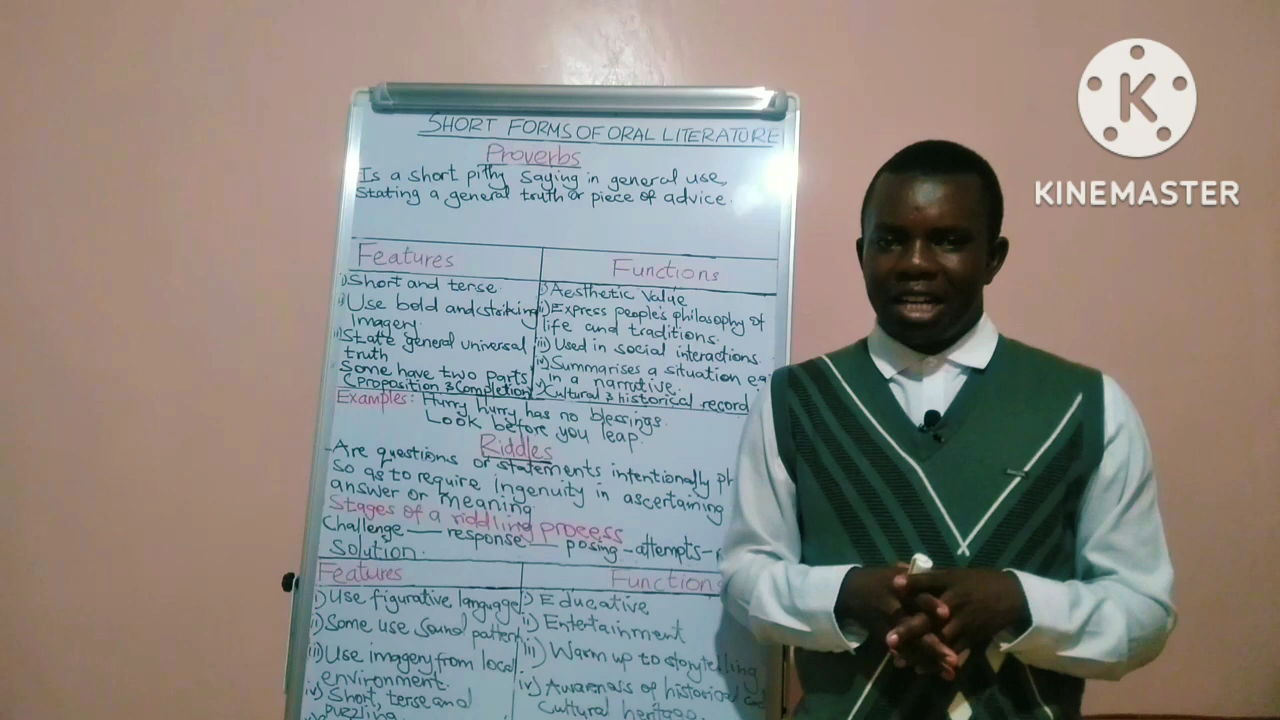 SHORT FORMS OF ORAL LITERATURE
Proverbs
Is a short pithy saying in general use,
stating a general truth or piece of advice.
Features
i) Short and terse
ii) Use bold and striking
Imagery
iii) State general universal
truth
Some have two parts
(Proposition & Completion)
Functions
i) Aesthetic Value
ii) Express people's philosophy of
life and traditions.
iii) Used in social interactions.
iv) Summarises a situation eg
in a narrative.
v) Cultural & historical record
Examples: Hurry hurry has no blessings.
Look before you leap.
Riddles
- Are questions or statements intentionally ph
so as to require ingenuity in ascertaining
answer or meaning
Stages of a riddling process
Challenge — response — posing - attempts -
Solution.
Features
i) Use figurative language
ii) Some use sound pattern
iii) Use imagery from local
environment.
iv) Short, terse and
puzzling
Functions
i) Educative
ii) Entertainment
iii) Warm up to storytelling
iv) Awareness of historical
cultural heritage.
K
KINEMASTER